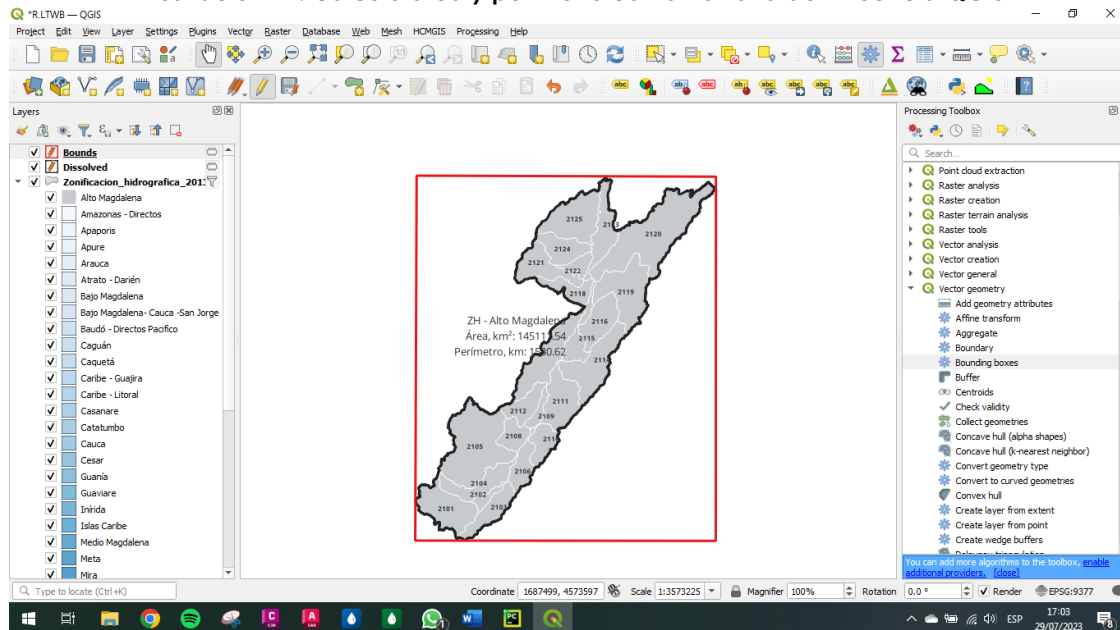 *R.LTWB — QGIS
Project Edit View Layer Settings Plugins Vector Raster Database Web Mesh HCMGIS Processing Help
Layers
Bounds
Dissolved
Zonificacion_hidrografica_201
Alto Magdalena
Amazonas - Directos
Apaporis
Apure
Arauca
Atrato - Darién
Bajo Magdalena
Bajo Magdalena- Cauca -San Jorge
Baudó - Directos Pacifico
Caguán
Caquetá
Caribe - Guajira
Caribe - Litoral
Casanare
Catatumbo
Cauca
Cesar
Guanía
Guaviare
Inírida
Islas Caribe
Medio Magdalena
Meta
Mira
2125
2120
2124
2121
2122
2118
2119
ZH - Alto Magdalena
2116
Área, km²:
2115
Perímetro, km:
2111
2112
2109
2108
2105
2106
2104
2102
2101
Processing Toolbox
Search...
Point cloud extraction
Raster analysis
Raster creation
Raster terrain analysis
Raster tools
Vector analysis
Vector creation
Vector general
Vector geometry
Add geometry attributes
Affine transform
Aggregate
Boundary
Bounding boxes
Buffer
Centroids
Check validity
Collect geometries
Concave hull (alpha shapes)
Concave hull (k-nearest neighbor)
Convert geometry type
Convert to curved geometries
Convex hull
Create layer from extent
Create layer from point
Create wedge buffers
You can add more algorithms to the toolbox, enable
additional providers. [close]
Type to locate (Ctrl+K) Coordinate 1687499, 4573597 Scale 1:3573225 Magnifier 100% Rotation 0.0 ° Render EPSG:9377
ESP 17:03
29/07/2023